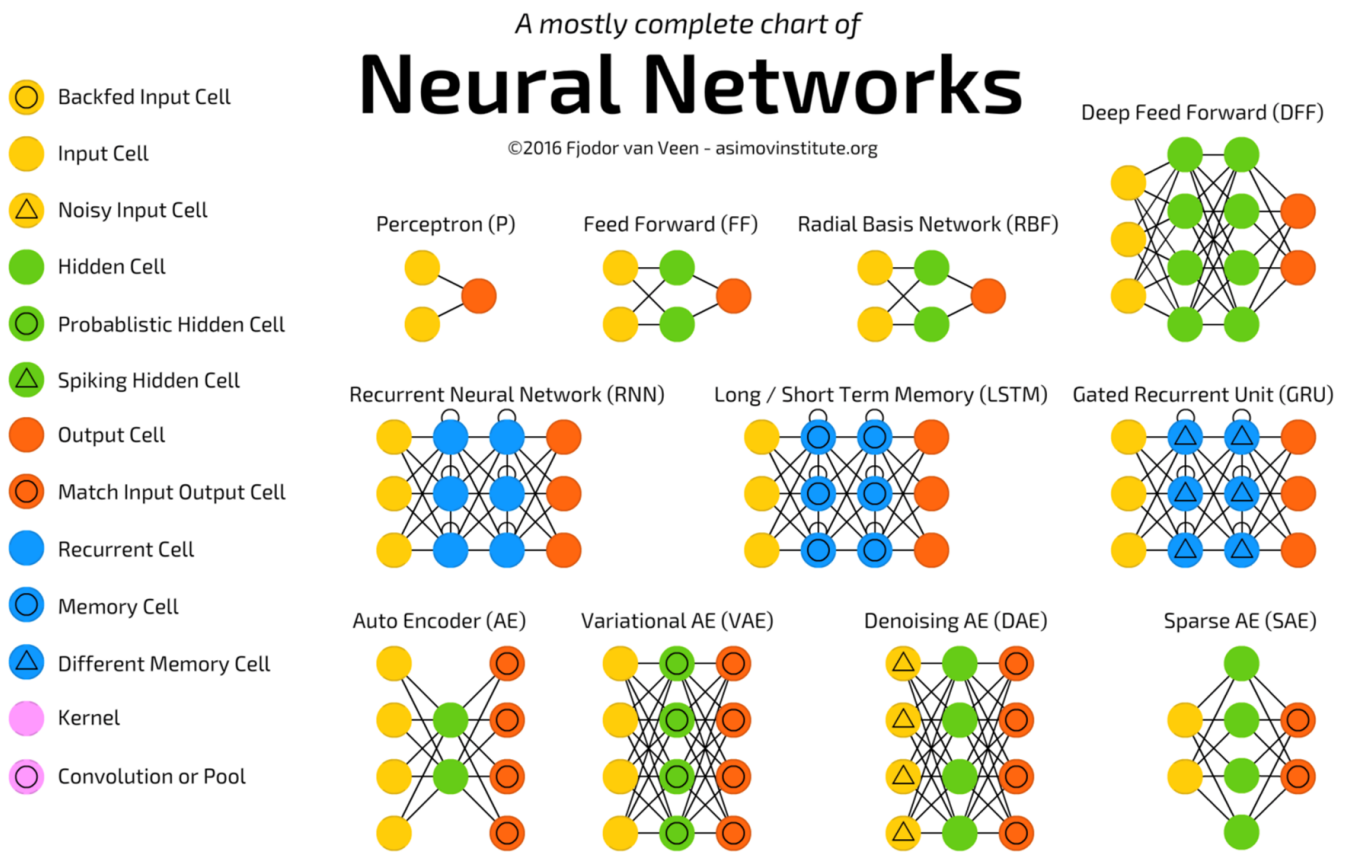 A mostly complete chart of
Neural Networks
©2016 Fjodor van Veen - asimovinstitute.org
Backfed Input Cell
Input Cell
Noisy Input Cell
Hidden Cell
Probablistic Hidden Cell
Spiking Hidden Cell
Output Cell
Match Input Output Cell
Recurrent Cell
Memory Cell
Different Memory Cell
Kernel
Convolution or Pool
Deep Feed Forward (DFF)
Perceptron (P)
Feed Forward (FF)
Radial Basis Network (RBF)
Recurrent Neural Network (RNN)
Long / Short Term Memory (LSTM)
Gated Recurrent Unit (GRU)
Auto Encoder (AE)
Variational AE (VAE)
Denoising AE (DAE)
Sparse AE (SAE)